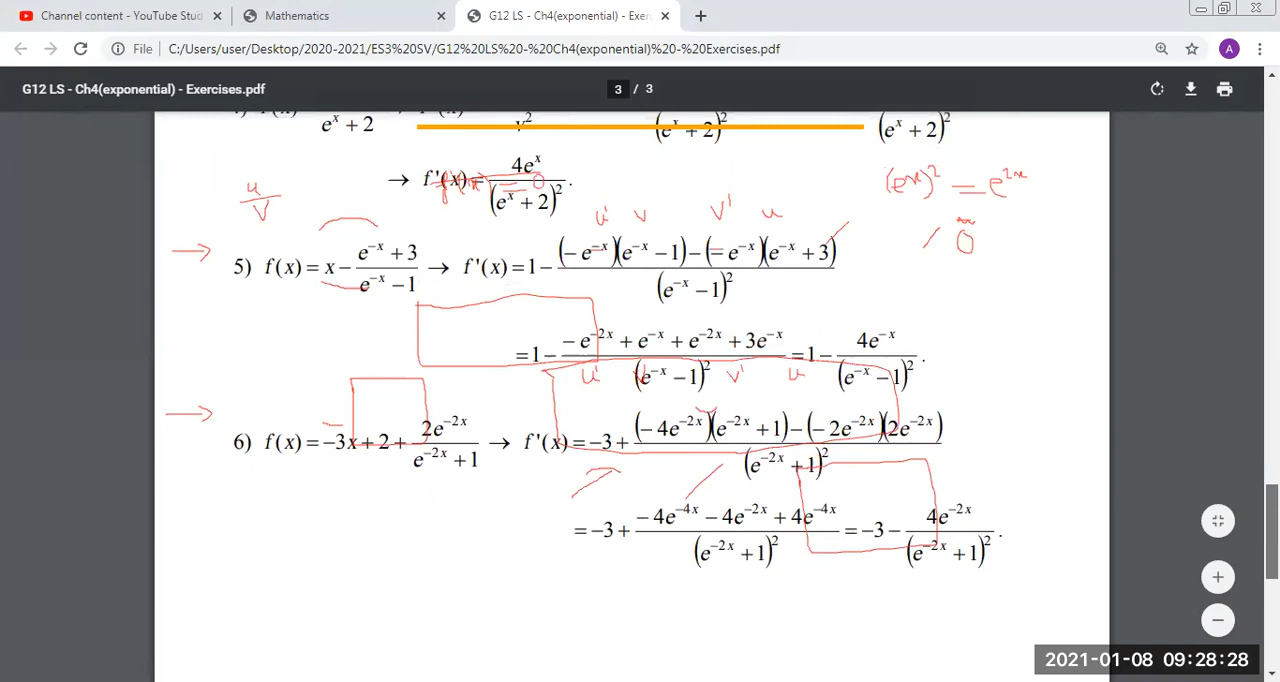 Channel content - YouTube Stud
Mathematics
G12 LS - Ch4(exponential) - Exer
File C:/Users/user/Desktop/2020-2021/ES3%20SV/G12%20LS%20-%20Ch4(exponential)%20-%20Exercises.pdf
A
G12 LS - Ch4(exponential) - Exercises.pdf
3 / 3
e^x + 2 v^2 (e^x + 2)^2 (e^x + 2)^2
→ f'(x) = 4e^x / (e^x + 2)^2 .
f'(x) = 0
(e^x)^2 = e^2x
u/v
u' v v' u
0
5) f(x) = x − (e^−x + 3)/(e^−x − 1) → f'(x) = 1 − ((−e^−x)(e^−x − 1) − (−e^−x)(e^−x + 3))/(e^−x − 1)^2
= 1 − (−e^−2x + e^−x + e^−2x + 3e^−x)/(e^−x − 1)^2 = 1 − 4e^−x/(e^−x − 1)^2 .
u' v v' u
6) f(x) = −3x + 2 + 2e^−2x/(e^−2x + 1) → f'(x) = −3 + ((−4e^−2x)(e^−2x + 1) − (−2e^−2x)(2e^−2x))/(e^−2x + 1)^2
= −3 + (−4e^−4x − 4e^−2x + 4e^−4x)/(e^−2x + 1)^2 = −3 − 4e^−2x/(e^−2x + 1)^2 .
2021-01-08 09:28:28